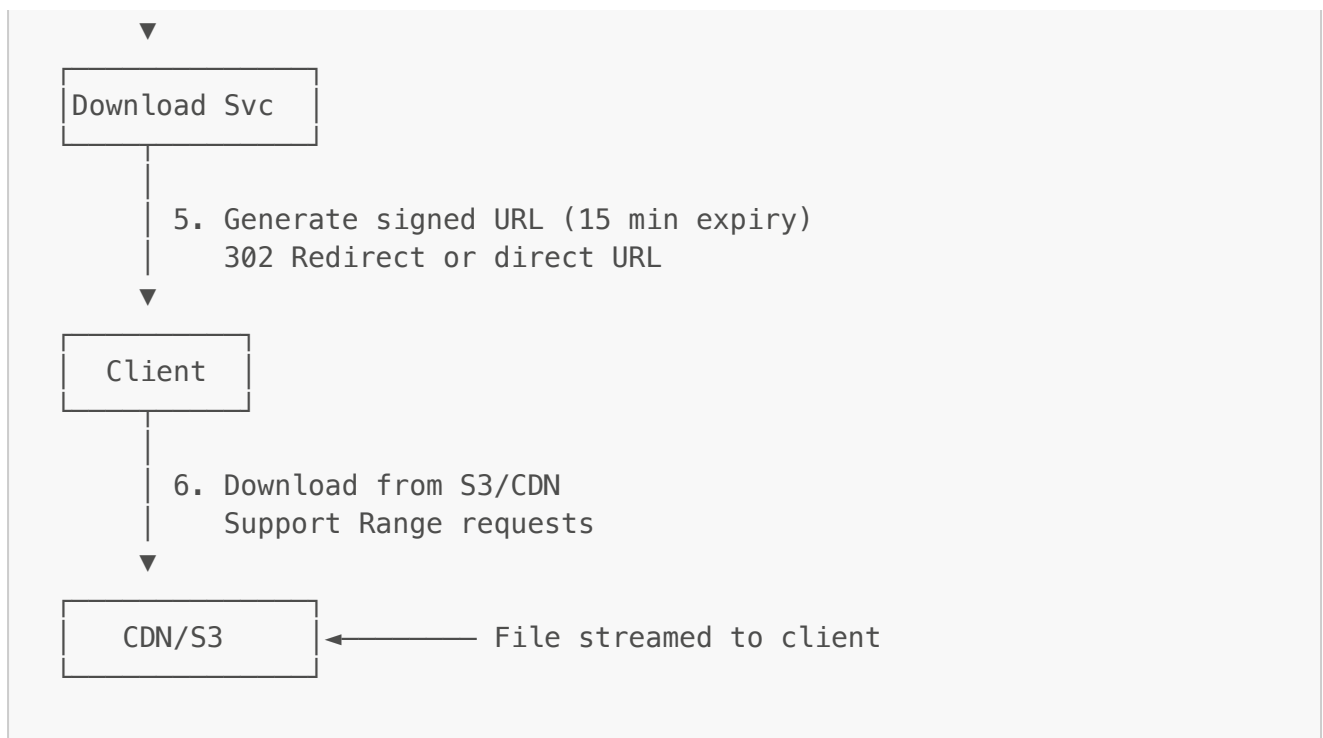 Download Svc
5. Generate signed URL (15 min expiry)
302 Redirect or direct URL
Client
6. Download from S3/CDN
Support Range requests
CDN/S3 File streamed to client